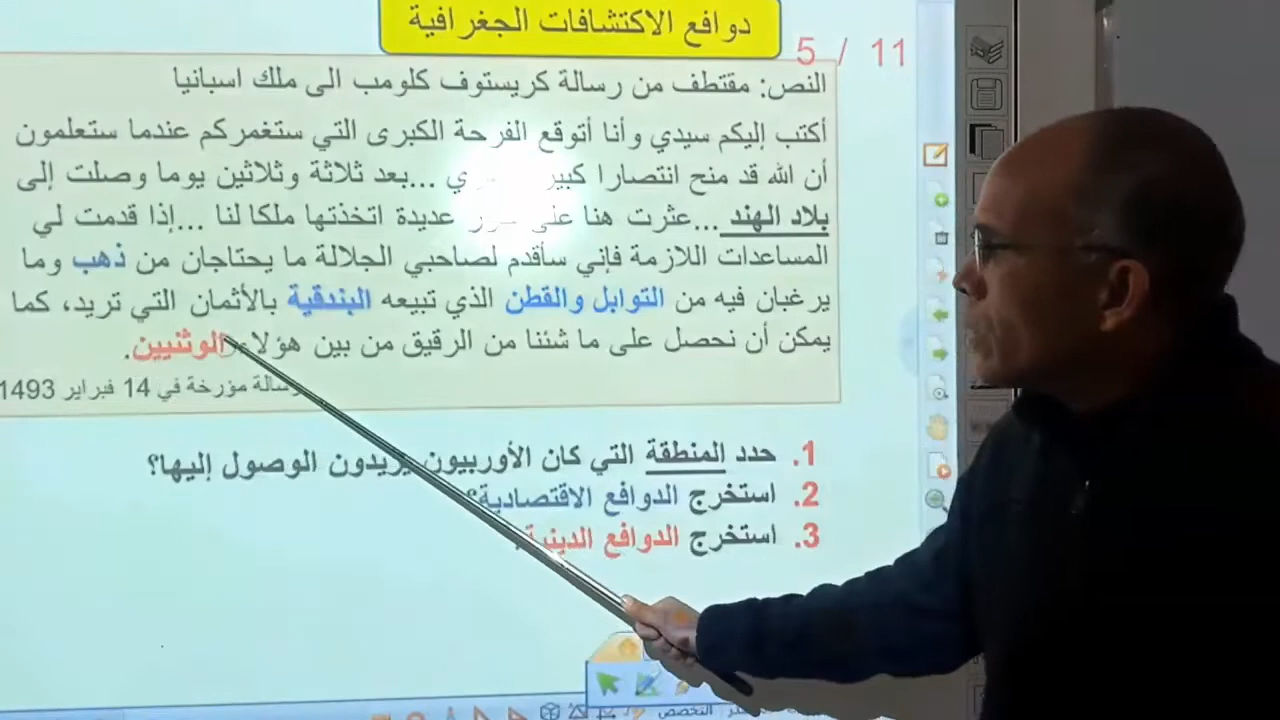 دوافع الاكتشافات الجغرافية
5 / 11
النص: مقتطف من رسالة كريستوف كلومب الى ملك اسبانيا
أكتب إليكم سيدي وأنا أتوقع الفرحة الكبرى التي ستغمركم عندما ستعلمون
أن الله قد منح انتصارا ...بعد ثلاثة وثلاثين يوما وصلت إلى
بلاد الهند ...عثرت هنا عديدة اتخذتها ملكا لنا ...إذا قدمت لي
المساعدات اللازمة فإني سأقدم لصاحبي الجلالة ما يحتاجان من ذهب وما
يرغبان فيه من التوابل والقطن الذي تبيعه البندقية بالأثمان التي تريد، كما
يمكن أن نحصل على ما شئنا من الرقيق من بين هؤلاء الوثنيين.
رسالة مؤرخة في 14 فبراير 1493
1. حدد المنطقة التي كان الأوربيون يريدون الوصول إليها؟
2. استخرج الدوافع الاقتصادية؟
3. استخرج الدوافع الدينية.
التخصص